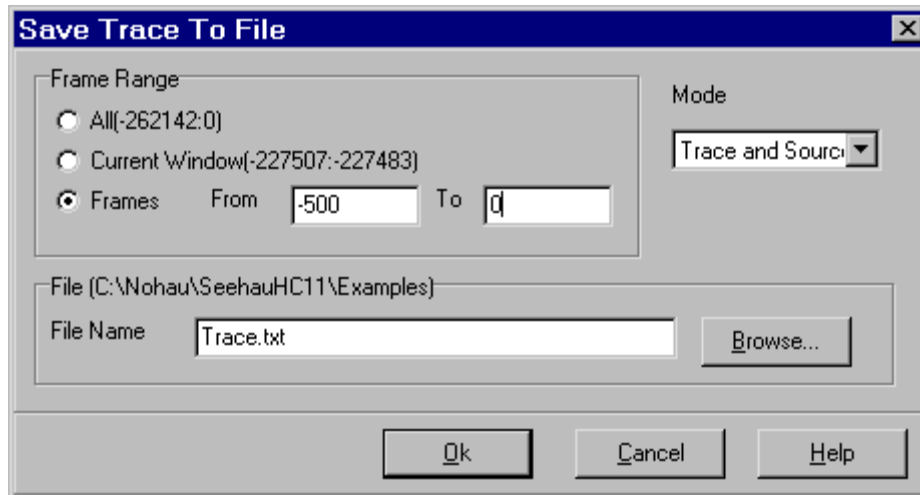 Save Trace To File
Frame Range
All(-262142:0)
Current Window(-227507:-227483)
Frames From -500 To 0
Mode
Trace and Sourc
File (C:\Nohau\SeehauHC11\Examples)
File Name Trace.txt Browse...
Ok Cancel Help